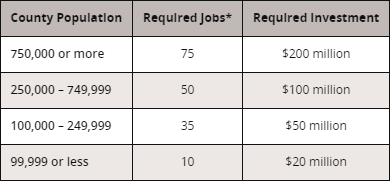 County Population Required Jobs* Required Investment
750,000 or more 75 $200 million
250,000 – 749,999 50 $100 million
100,000 – 249,999 35 $50 million
99,999 or less 10 $20 million